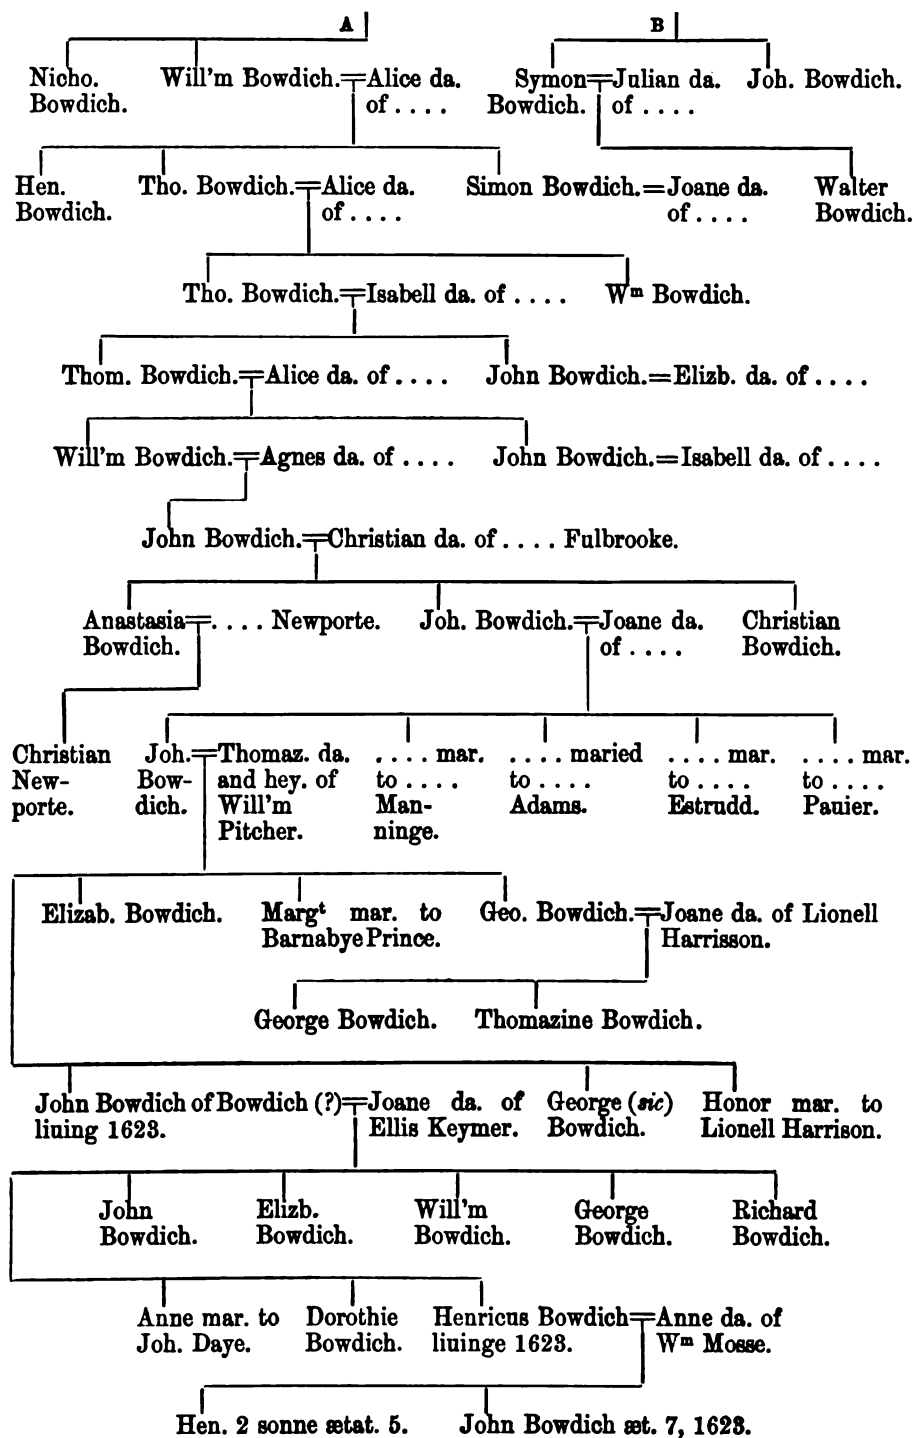 A B
Nicho. Will'm Bowdich.=Alice da. Symon=Julian da. Joh. Bowdich.
Bowdich. of . . . . Bowdich. of . . . .
Hen. Tho. Bowdich.=Alice da. Simon Bowdich.=Joane da. Walter
Bowdich. of . . . . of . . . . Bowdich.
Tho. Bowdich.=Isabell da. of . . . . Wᵐ Bowdich.
Thom. Bowdich.=Alice da. of . . . . John Bowdich.=Elizb. da. of . . . .
Will'm Bowdich.=Agnes da. of . . . . John Bowdich.=Isabell da. of . . . .
John Bowdich.=Christian da. of . . . . Fulbrooke.
Anastasia=. . . . Newporte. Joh. Bowdich.=Joane da. Christian
Bowdich. of . . . . Bowdich.
Christian Joh.=Thomaz. da. . . . . mar. . . . . maried . . . . mar. . . . . mar.
New- Bow- and hey. of to . . . . to . . . . to . . . . to . . . .
porte. dich. Will'm Man- Adams. Estrudd. Pauier.
Pitcher. ninge.
Elizab. Bowdich. Margᵗ mar. to Geo. Bowdich.=Joane da. of Lionell
Barnabye Prince. Harrisson.
George Bowdich. Thomazine Bowdich.
John Bowdich of Bowdich (?)=Joane da. of George (sic) Honor mar. to
liuing 1623. Ellis Keymer. Bowdich. Lionell Harrison.
John Elizb. Will'm George Richard
Bowdich. Bowdich. Bowdich. Bowdich. Bowdich.
Anne mar. to Dorothie Henricus Bowdich=Anne da. of
Joh. Daye. Bowdich. liuinge 1623. Wᵐ Mosse.
Hen. 2 sonne ætat. 5. John Bowdich æt. 7, 1623.